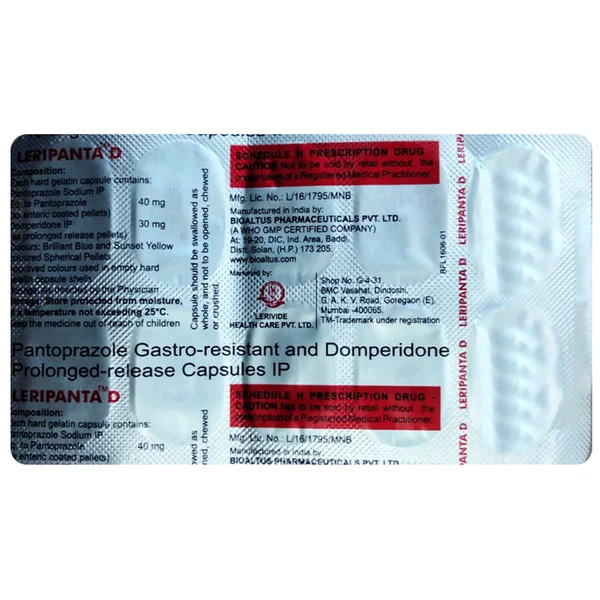 Capsules
LERIPANTA™D
Composition:
Each hard gelatin capsule contains:
Pantoprazole Sodium IP
Eq. to Pantoprazole 40 mg
(as enteric coated pellets)
Domperidone IP 30 mg
(as prolonged release pellets)
Colours: Brilliant Blue and Sunset Yellow
Coloured Spherical Pellets
Approved colours used in empty hard
gelatin capsule shells
by the Physician
Storage: Store protected from moisture,
at a temperature not exceeding 25°C.
Keep the medicine out of reach of children
Capsule should be swallowed as
whole, and not to be opened, chewed
or crushed
SCHEDULE H PRESCRIPTION DRUG -
CAUTION Not to be sold by retail without the
prescription of a Registered Medical Practitioner.
Mfg. Lic. No.: L/16/1795/MNB
Manufactured in India by:
BIOALTUS PHARMACEUTICALS PVT. LTD.
(A WHO GMP CERTIFIED COMPANY)
At: 19-20, DIC, Ind. Area, Baddi,
Distt. Solan, (H.P.) 173 205.
www.bioaltus.com
Marketed by:
LERIVIDE
HEALTH CARE PVT. LTD.
Shop No. G-4-31,
BMC Vasahat, Dindoshi,
G. A. K. V. Road, Goregaon (E),
Mumbai -400065.
TM-Trademark under registration
BFL1606-01
LERIPANTA D
LERIPANTA D
LERIPANTA D
LERIPANTA D
Pantoprazole Gastro-resistant and Domperidone
Prolonged-release Capsules IP
LERIPANTA™D
Composition:
Each hard gelatin capsule contains:
Pantoprazole Sodium IP
Eq. to Pantoprazole 40 mg
(as enteric coated pellets)
swallowed as
opened, chewed
SCHEDULE H PRESCRIPTION DRUG -
CAUTION Not to be sold by retail without the
prescription of a Registered Medical Practitioner.
Mfg. Lic. No.: L/16/1795/MNB
Manufactured in India by:
BIOALTUS PHARMACEUTICALS PVT. LTD.